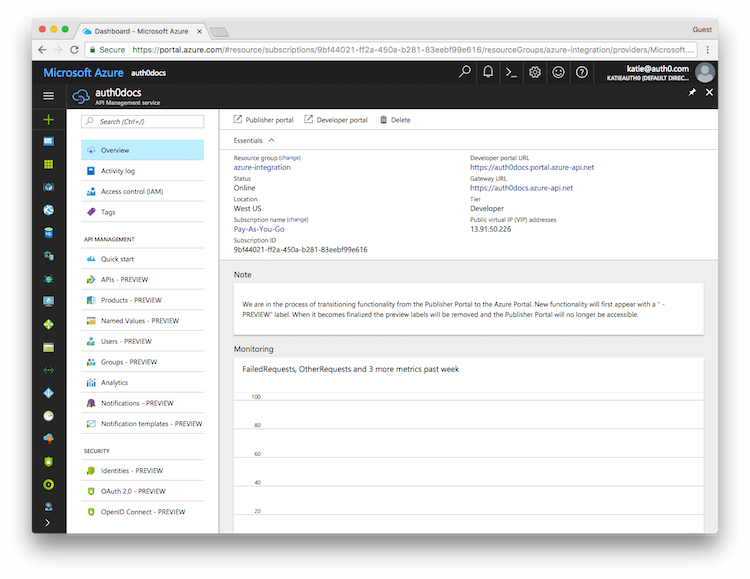 Dashboard - Microsoft Azure
Guest
Secure https://portal.azure.com/#resource/subscriptions/9bf44021-ff2a-450a-b281-83eebf99e616/resourceGroups/azure-integration/providers/Microsoft....
Microsoft Azure auth0docs
katie@auth0.com
KATIEAUTH0 (DEFAULT DIREC...
auth0docs
API Management service
Search (Ctrl+/)
Overview
Activity log
Access control (IAM)
Tags
API MANAGEMENT
Quick start
APIs - PREVIEW
Products - PREVIEW
Named Values - PREVIEW
Users - PREVIEW
Groups - PREVIEW
Analytics
Notifications - PREVIEW
Notification templates - PREVIEW
SECURITY
Identities - PREVIEW
OAuth 2.0 - PREVIEW
OpenID Connect - PREVIEW
Publisher portal Developer portal Delete
Essentials
Resource group (change)
azure-integration
Status
Online
Location
West US
Subscription name (change)
Pay-As-You-Go
Subscription ID
9bf44021-ff2a-450a-b281-83eebf99e616
Developer portal URL
https://auth0docs.portal.azure-api.net
Gateway URL
https://auth0docs.azure-api.net
Tier
Developer
Public virtual IP (VIP) addresses
13.91.50.226
Note
We are in the process of transitioning functionality from the Publisher Portal to the Azure Portal. New functionality will first appear with a " -
PREVIEW" label. When it becomes finalized the preview labels will be removed and the Publisher Portal will no longer be accessible.
Monitoring
FailedRequests, OtherRequests and 3 more metrics past week
100
80
60
40
20